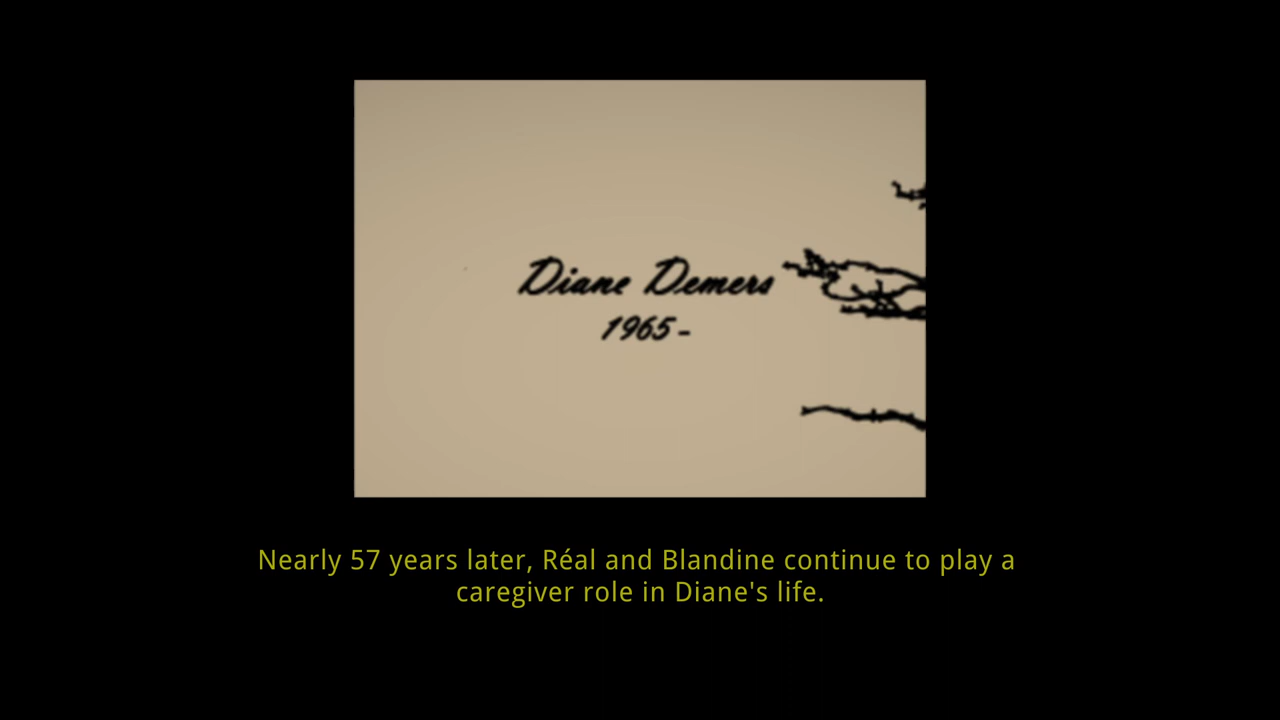 Diane Demers
1965-
Nearly 57 years later, Réal and Blandine continue to play a
caregiver role in Diane's life.